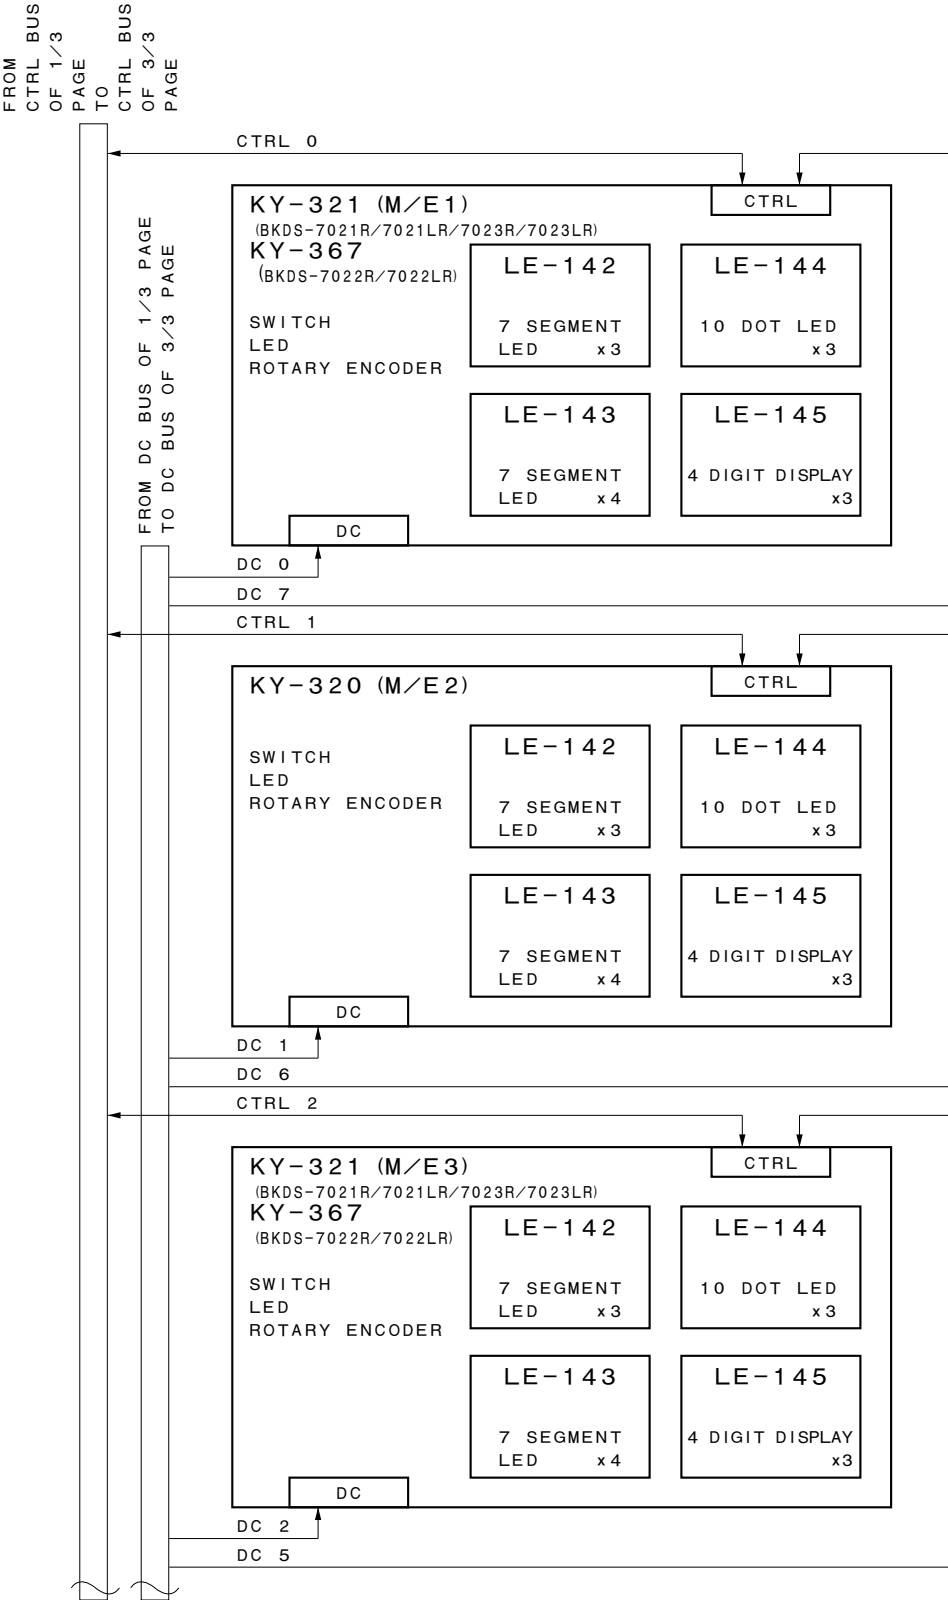 FROM
CTRL BUS
OF 1/3
PAGE
TO
CTRL BUS
OF 3/3
PAGE
FROM DC BUS OF 1/3 PAGE
TO DC BUS OF 3/3 PAGE
CTRL 0
CTRL
KY-321 (M/E1)
(BKDS-7021R/7021LR/7023R/7023LR)
KY-367
(BKDS-7022R/7022LR)
SWITCH
LED
ROTARY ENCODER
LE-142
7 SEGMENT
LED x3
LE-144
10 DOT LED
x3
LE-143
7 SEGMENT
LED x4
LE-145
4 DIGIT DISPLAY
x3
DC
DC 0
DC 7
CTRL 1
CTRL
KY-320 (M/E2)
SWITCH
LED
ROTARY ENCODER
LE-142
7 SEGMENT
LED x3
LE-144
10 DOT LED
x3
LE-143
7 SEGMENT
LED x4
LE-145
4 DIGIT DISPLAY
x3
DC
DC 1
DC 6
CTRL 2
CTRL
KY-321 (M/E3)
(BKDS-7021R/7021LR/7023R/7023LR)
KY-367
(BKDS-7022R/7022LR)
SWITCH
LED
ROTARY ENCODER
LE-142
7 SEGMENT
LED x3
LE-144
10 DOT LED
x3
LE-143
7 SEGMENT
LED x4
LE-145
4 DIGIT DISPLAY
x3
DC
DC 2
DC 5